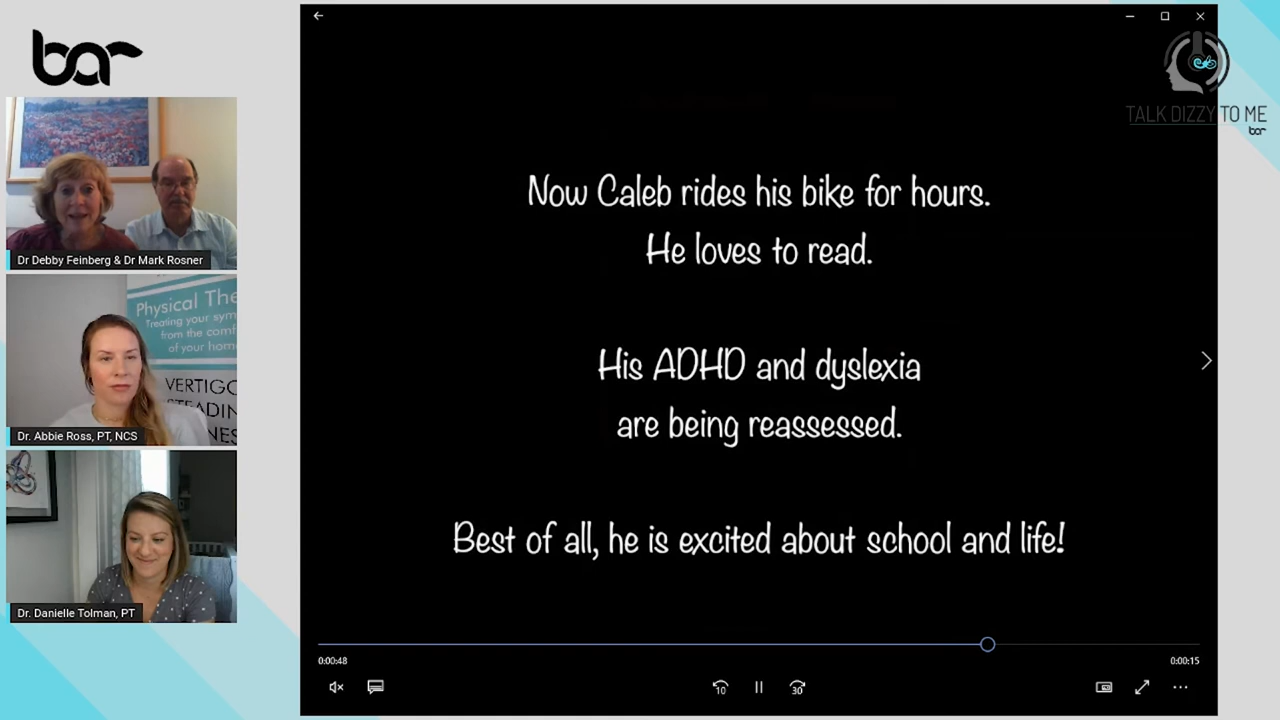 bar
Dr Debby Feinberg & Dr Mark Rosner
Physical The
Treating your sym
from the comf
of your home
VERTIGO
STEADIN
NES
Dr. Abbie Ross, PT, NCS
Dr. Danielle Tolman, PT
Now Caleb rides his bike for hours.
He loves to read.
His ADHD and dyslexia
are being reassessed.
Best of all, he is excited about school and life!
0:00:48
0:00:15
10
30
TALK DIZZY TO ME
bar